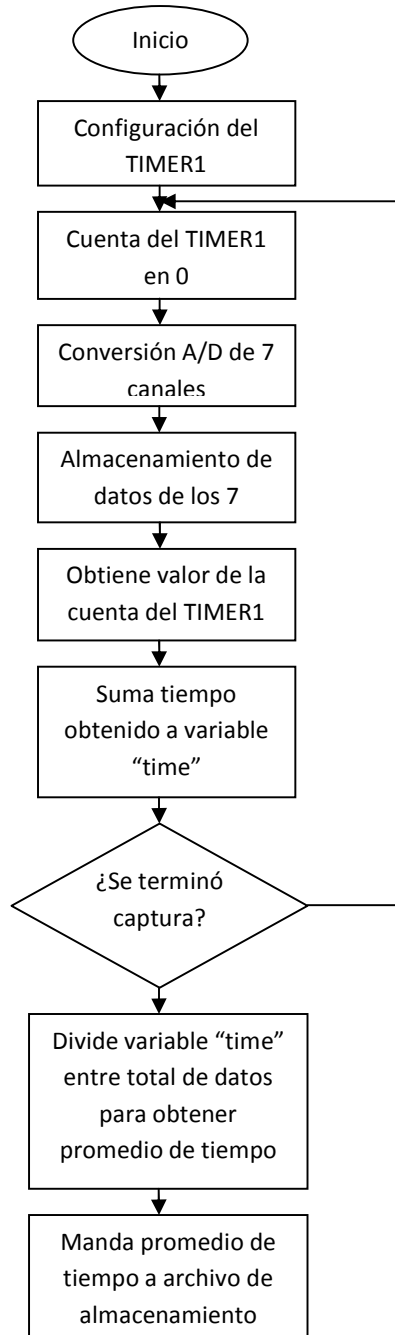 Inicio
Configuración del
TIMER1
Cuenta del TIMER1
en 0
Conversión A/D de 7
canales
Almacenamiento de
datos de los 7
Obtiene valor de la
cuenta del TIMER1
Suma tiempo
obtenido a variable
“time”
¿Se terminó
captura?
Divide variable “time”
entre total de datos
para obtener
promedio de tiempo
Manda promedio de
tiempo a archivo de
almacenamiento